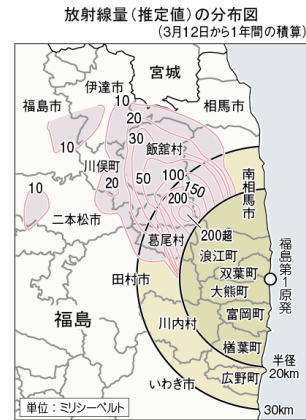 放射線量(推定値)の分布図
(3月12日から1年間の積算)
宮城
伊達市
相馬市
福島市
10
10
20
30
飯舘村
川俣町
20
50
100
150
200
南相馬市
10
二本松市
葛尾村
200超
浪江町
双葉町
大熊町
福島第1原発
田村市
富岡町
福島
川内村
楢葉町
半径
20km
いわき市
広野町
単位:ミリシーベルト
30km